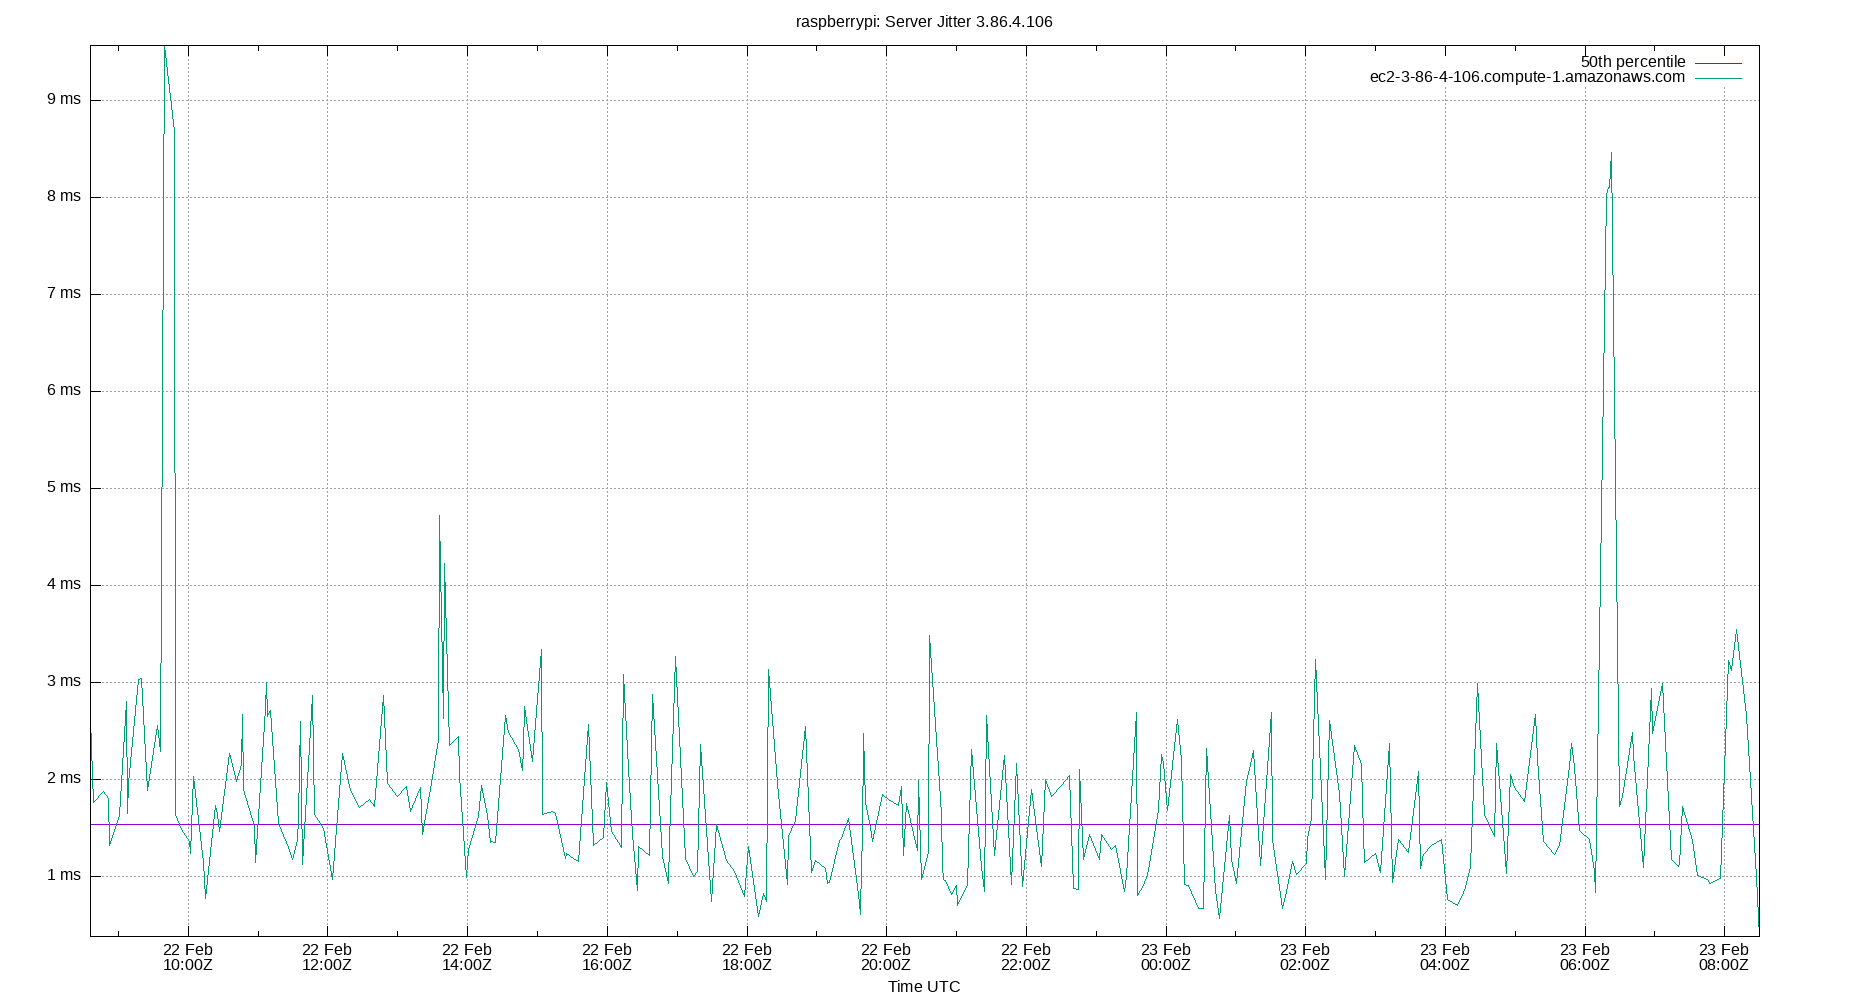 raspberrypi: Server Jitter 3.86.4.106
50th percentile
ec2-3-86-4-106.compute-1.amazonaws.com
9 ms
8 ms
7 ms
6 ms
5 ms
4 ms
3 ms
2 ms
1 ms
22 Feb 22 Feb 22 Feb 22 Feb 22 Feb 22 Feb 22 Feb 23 Feb 23 Feb 23 Feb 23 Feb 23 Feb
10:00Z 12:00Z 14:00Z 16:00Z 18:00Z 20:00Z 22:00Z 00:00Z 02:00Z 04:00Z 06:00Z 08:00Z
Time UTC